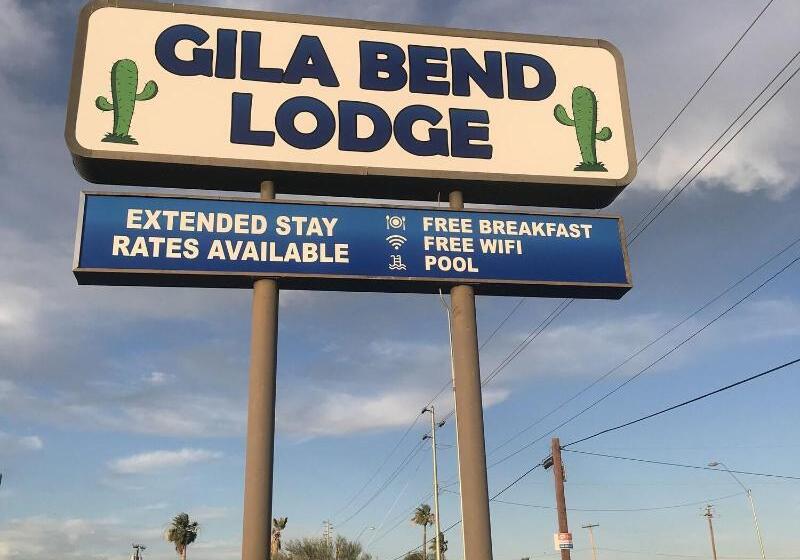 GILA BEND
LODGE
EXTENDED STAY
RATES AVAILABLE
FREE BREAKFAST
FREE WIFI
POOL